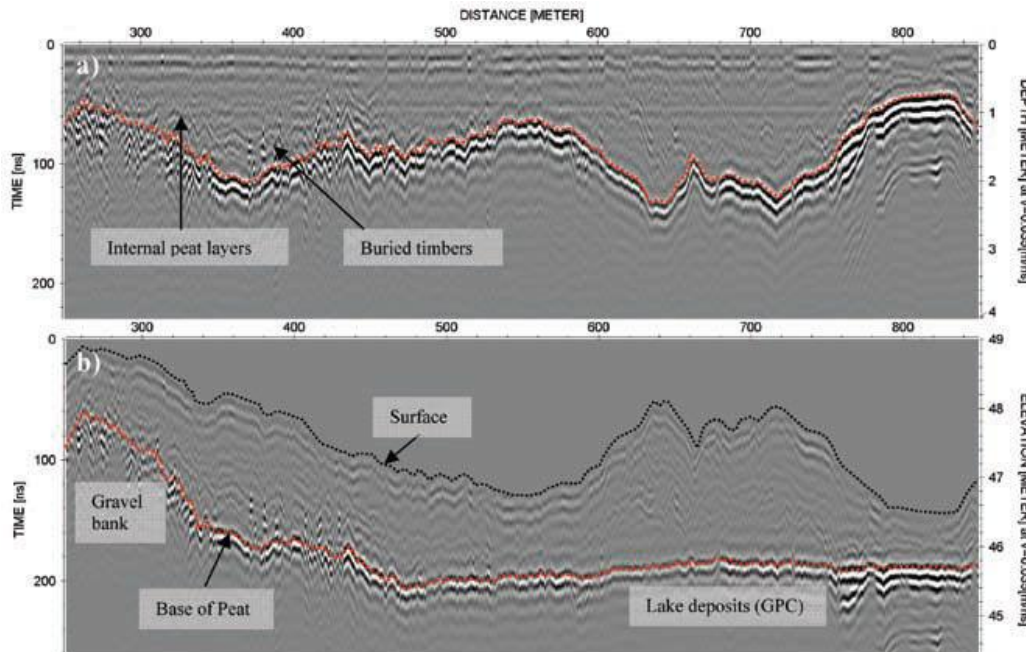 DISTANCE [METER]
300 400 500 600 700 800
0 a) 0
1
TIME [ns] 100 2
Internal peat layers Buried timbers
3
200
4
300 400 500 600 700 800
0 b) 49
Surface 48
100 47
Gravel
bank
TIME [ns] 46
Base of Peat 200 Lake deposits (GPC)
45